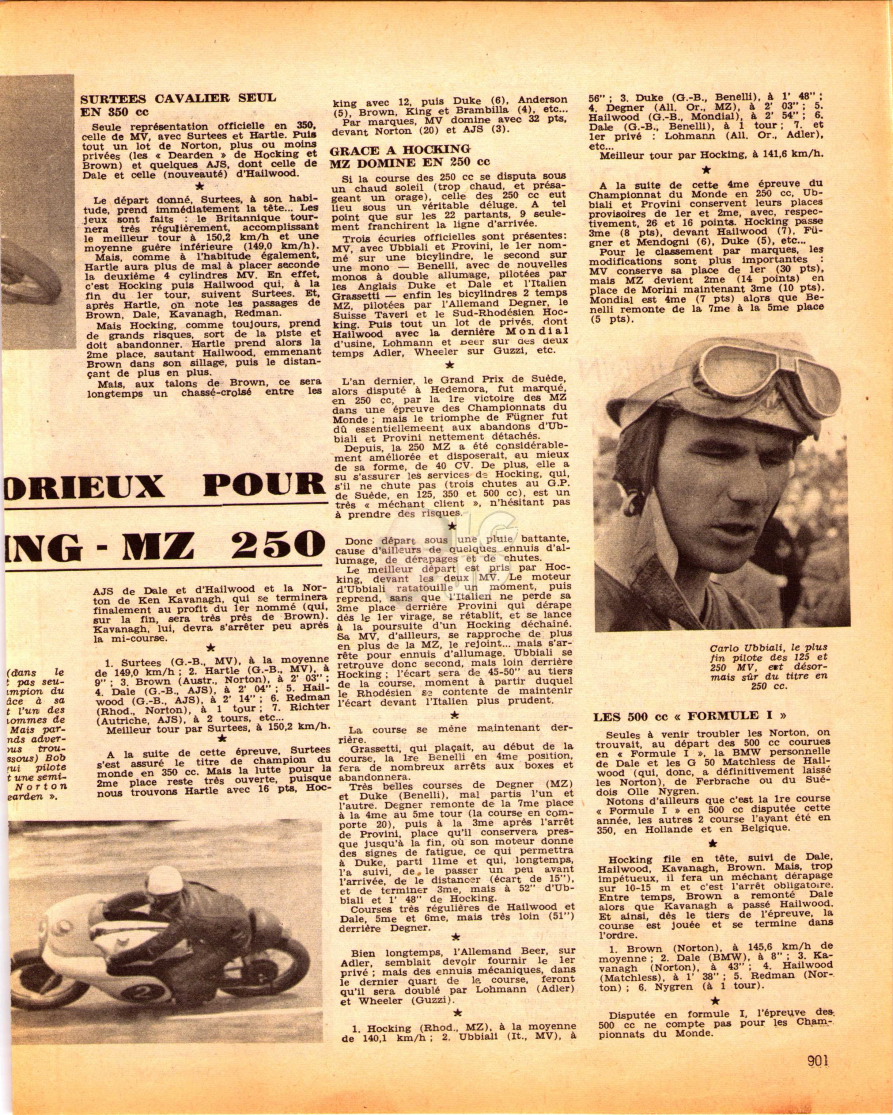 SURTEES CAVALIER SEUL
EN 350 cc
Seule représentation officielle en 350,
celle de MV, avec Surtees et Hartle. Puis
tout un lot de Norton, plus ou moins
privées (les « Dearden » de Hocking et
Brown) et quelques AJS, dont celle de
Dale et celle (nouveauté) d'Hailwood.
★
Le départ donné, Surtees, à son habi-
tude, prend immédiatement la tête... Les
jeux sont faits : le Britannique tour-
nera très régulièrement, accomplissant
le meilleur tour à 150,2 km/h et une
moyenne guère inférieure (149,0 km/h).
Mais, comme à l'habitude également,
Hartle aura plus de mal à placer seconde
la deuxième 4 cylindres MV. En effet,
c'est Hocking puis Hailwood qui, à la
fin du 1er tour, suivent Surtees. Et,
après Hartle, on note les passages de
Brown, Dale, Kavanagh, Redman.
Mais Hocking, comme toujours, prend
de grands risques, sort de la piste et
doit abandonner. Hartle prend alors la
2me place, sautant Hailwood, emmenant
Brown dans son sillage, puis le distan-
çant de plus en plus.
Mais, aux talons de Brown, ce sera
longtemps un chassé-croisé entre les
ORIEUX POUR
ING - MZ 250
(dans le
pas seu-
mpion du
âce à sa
t l'un des
ommes de
Mais par-
nds adver-
ous trou-
ssous) Bob
qui pilote
t une semi-
Norton
earden ».
AJS de Dale et d'Hailwood et la Nor-
ton de Ken Kavanagh, qui se terminera
finalement au profit du 1er nommé (qui,
sur la fin, sera très près de Brown).
Kavanagh, lui, devra s'arrêter peu après
la mi-course.
★
1. Surtees (G.-B., MV), à la moyenne
de 149,0 km/h ; 2. Hartle (G.-B., MV), à
9" ; 3. Brown (Austr., Norton), à 2' 03" ;
4. Dale (G.-B., AJS), à 2' 04" ; 5. Hail-
wood (G.-B., AJS), à 2' 14" ; 6. Redman
(Rhod., Norton), à 1 tour ; 7. Richter
(Autriche, AJS), à 2 tours, etc...
Meilleur tour par Surtees, à 150,2 km/h.
★
A la suite de cette épreuve, Surtees
s'est assuré le titre de champion du
monde en 350 cc. Mais la lutte pour la
2me place reste très ouverte, puisque
nous trouvons Hartle avec 16 pts, Hoc-
king avec 12, puis Duke (6), Anderson
(5), Brown, King et Brambilla (4), etc...
Par marques, MV domine avec 32 pts,
devant Norton (20) et AJS (3).
GRACE A HOCKING
MZ DOMINE EN 250 cc
Si la course des 250 cc se disputa sous
un chaud soleil (trop chaud, et présa-
geant un orage), celle des 250 cc eut
lieu sous un véritable déluge. A tel
point que sur les 22 partants, 9 seule-
ment franchirent la ligne d'arrivée.
Trois écuries officielles sont présentes:
MV, avec Ubbiali et Provini, le 1er nom-
mé sur une bicylindre, le second sur
une mono — Benelli, avec de nouvelles
monos à double allumage, pilotées par
les Anglais Duke et Dale et l'Italien
Grassetti — enfin les bicylindres 2 temps
MZ, pilotées par l'Allemand Degner, le
Suisse Taveri et le Sud-Rhodésien Hoc-
king. Puis tout un lot de privés, dont
Hailwood avec la dernière Mondial
d'usine, Lohmann et Beer sur des deux
temps Adler, Wheeler sur Guzzi, etc.
★
L'an dernier, le Grand Prix de Suède,
alors disputé à Hedemora, fut marqué,
en 250 cc, par la 1re victoire des MZ
dans une épreuve des Championnats du
Monde ; mais le triomphe de Fügner fut
dû essentiellement aux abandons d'Ub-
biali et Provini nettement détachés.
Depuis, la 250 MZ a été considérable-
ment améliorée et disposerait, au mieux
de sa forme, de 40 CV. De plus, elle a
su s'assurer les services de Hocking, qui,
s'il ne chute pas (trois chutes au G.P.
de Suède, en 125, 350 et 500 cc), est un
très « méchant client », n'hésitant pas
à prendre des risques.
★
Donc départ sous une pluie battante,
cause d'ailleurs de quelques ennuis d'al-
lumage, de dérapages et de chutes.
Le meilleur départ est pris par Hoc-
king, devant les deux MV. Le moteur
d'Ubbiali ratatouille un moment, puis
reprend, sans que l'Italien ne perde sa
3me place derrière Provini qui dérape
dès le 1er virage, se rétablit, et se lance
à la poursuite d'un Hocking déchaîné.
Sa MV, d'ailleurs, se rapproche de plus
en plus de la MZ, le rejoint... mais s'ar-
rête pour ennuis d'allumage. Ubbiali se
retrouve donc second, mais loin derrière
Hocking ; l'écart sera de 45-50" au tiers
de la course, moment à partir duquel
le Rhodésien se contente de maintenir
l'écart devant l'Italien plus prudent.
★
La course se mène maintenant der-
rière.
Grassetti, qui plaçait, au début de la
course, la 1re Benelli en 4me position,
fera de nombreux arrêts aux boxes et
abandonnera.
Très belles courses de Degner (MZ)
et Duke (Benelli), mal partis l'un et
l'autre. Degner remonte de la 7me place
à la 4me au 5me tour (la course en com-
porte 20), puis à la 3me après l'arrêt
de Provini, place qu'il conservera pres-
que jusqu'à la fin, où son moteur donne
des signes de fatigue, ce qui permettra
à Duke, parti 11me et qui, longtemps,
l'a suivi, de le passer un peu avant
l'arrivée, de le distancer (écart de 15"),
et de terminer 3me, mais à 52" d'Ub-
biali et 1' 48" de Hocking.
Courses très régulières de Hailwood et
Dale, 5me et 6me, mais très loin (51")
derrière Degner.
★
Bien longtemps, l'Allemand Beer, sur
Adler, semblait devoir fournir le 1er
privé ; mais des ennuis mécaniques, dans
le dernier quart de la course, feront
qu'il sera doublé par Lohmann (Adler)
et Wheeler (Guzzi).
★
1. Hocking (Rhod., MZ), à la moyenne
de 140,1 km/h ; 2. Ubbiali (It., MV), à
56" ; 3. Duke (G.-B., Benelli), à 1' 48" ;
4. Degner (All. Or., MZ), à 2' 03" ; 5.
Hailwood (G.-B., Mondial), à 2' 54" ; 6.
Dale (G.-B., Benelli), à 1 tour ; 7. et
1er privé : Lohmann (All. Or., Adler),
etc...
Meilleur tour par Hocking, à 141,6 km/h.
★
A la suite de cette 4me épreuve du
Championnat du Monde en 250 cc, Ub-
biali et Provini conservent leurs places
provisoires de 1er et 2me, avec, respec-
tivement, 26 et 16 points. Hocking passe
3me (8 pts), devant Hailwood (7), Fü-
gner et Mendogni (6), Duke (5), etc...
Pour le classement par marques, les
modifications sont plus importantes :
MV conserve sa place de 1er (30 pts),
mais MZ devient 2me (14 points) en
place de Morini maintenant 3me (10 pts).
Mondial est 4me (7 pts) alors que Be-
nelli remonte de la 7me à la 5me place
(5 pts).
Carlo Ubbiali, le plus
fin pilote des 125 et
250 MV, est désor-
mais sûr du titre en
250 cc.
LES 500 cc « FORMULE I »
Seules à venir troubler les Norton, on
trouvait, au départ des 500 cc courues
en « Formule I », la BMW personnelle
de Dale et les G 50 Matchless de Hail-
wood (qui, donc, a définitivement laissé
les Norton), de Ferbrache ou du Sué-
dois Olle Nygren.
Notons d'ailleurs que c'est la 1re course
« Formule I » en 500 cc disputée cette
année, les autres 2 course l'ayant été en
350, en Hollande et en Belgique.
★
Hocking file en tête, suivi de Dale,
Hailwood, Kavanagh, Brown. Mais, trop
impétueux, il fera un méchant dérapage
sur 10-15 m et c'est l'arrêt obligatoire.
Entre temps, Brown a remonté Dale
alors que Kavanagh a passé Hailwood.
Et ainsi, dès le tiers de l'épreuve, la
course est jouée et se termine dans
l'ordre.
1. Brown (Norton), à 145,6 km/h de
moyenne ; 2. Dale (BMW), à 8" ; 3. Ka-
vanagh (Norton), à 43" ; 4. Hailwood
(Matchless), à 1' 38" ; 5. Redman (Nor-
ton) ; 6. Nygren (à 1 tour).
★
Disputée en formule I, l'épreuve des
500 cc ne compte pas pour les Cham-
pionnats du Monde.
2
901